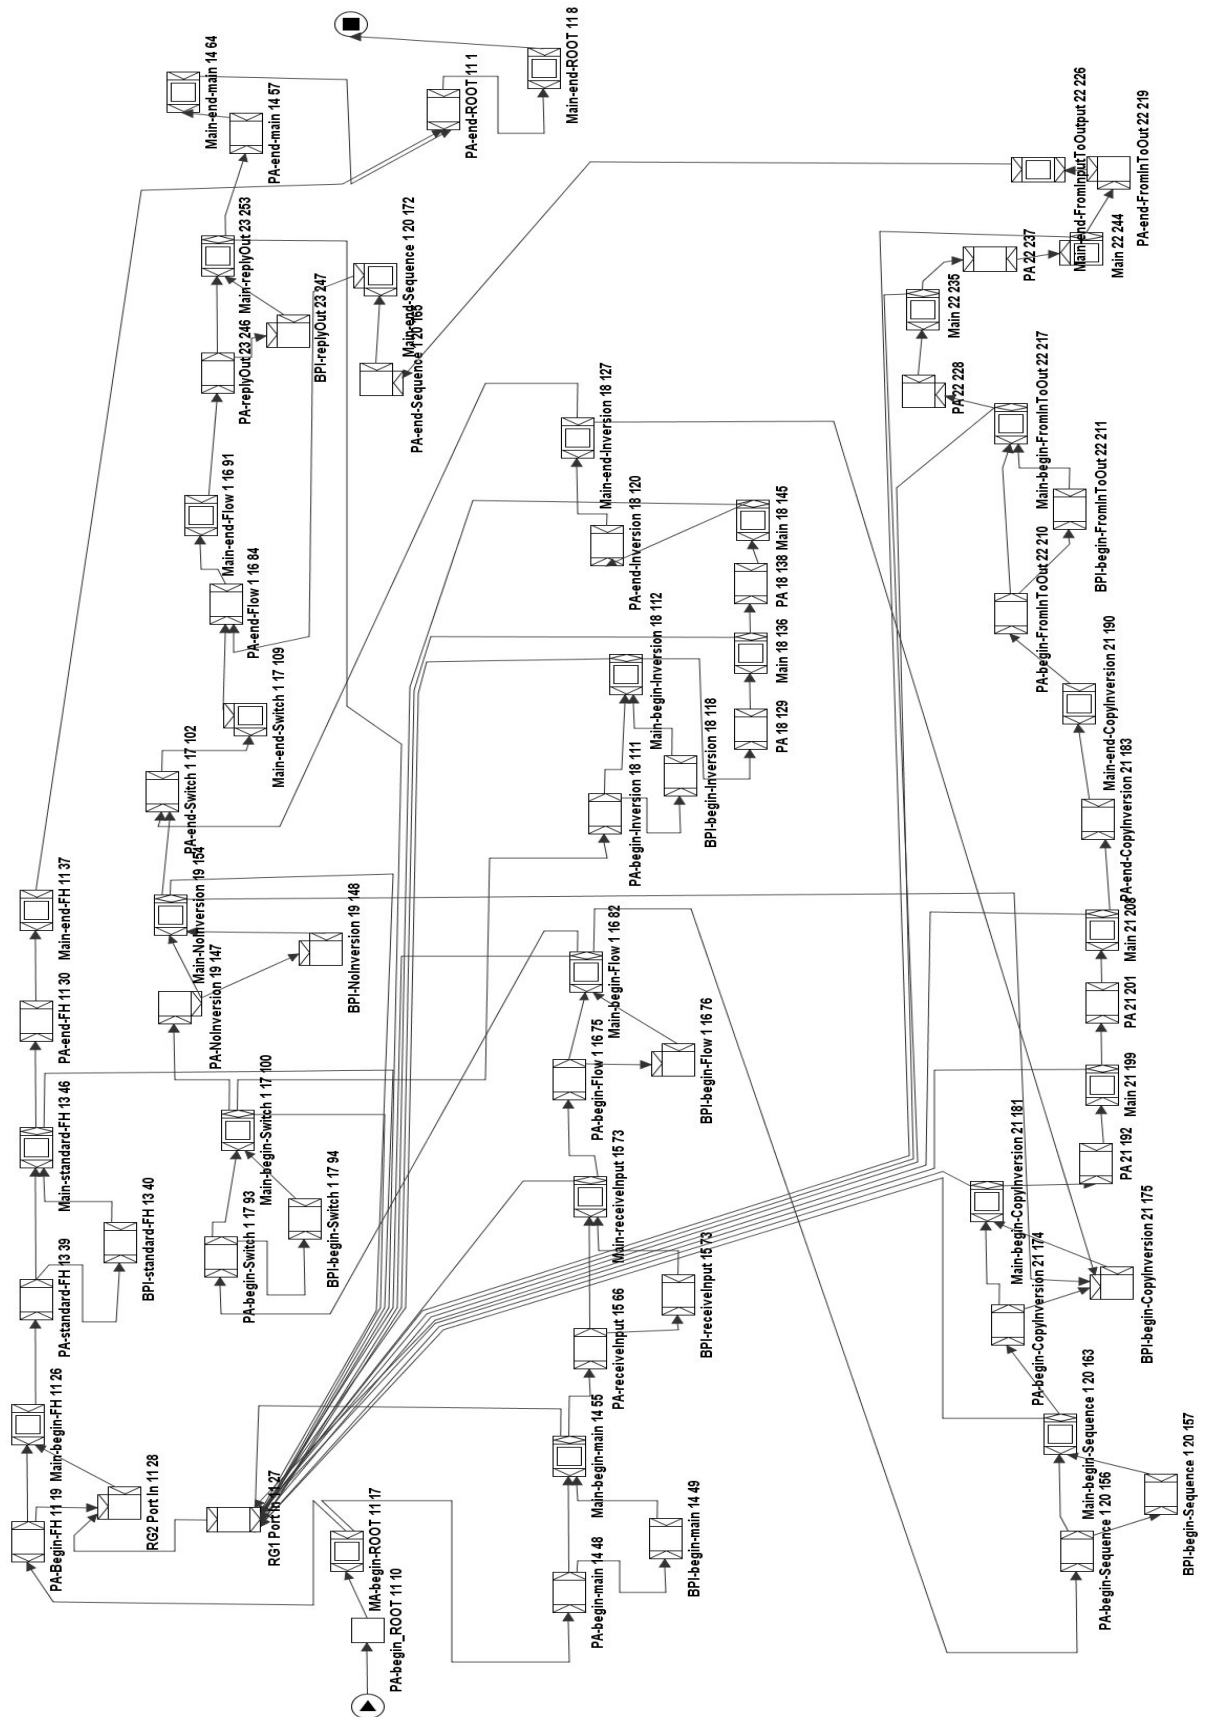 Main-end-main 14 64
PA-end-main 14 57
PA-end-ROOT 11 1
Main-end-ROOT 11 8
Main-replyOut 23 253
PA-replyOut 23 246
BPI-replyOut 23 247
Main-end-Sequence 1 20 172
PA-end-Sequence 1 20 165
Main-end-FromInputToOutput 22 226
PA-end-FromInToOut 22 219
Main 22 244
PA 22 237
Main 22 235
PA 22 228
Main-begin-FromInToOut 22 217
BPI-begin-FromInToOut 22 211
PA-begin-FromInToOut 22 210
Main-end-Flow 1 16 91
PA-end-Flow 1 16 84
Main-end-Switch 1 17 109
PA-end-Switch 1 17 102
Main-end-Inversion 18 127
PA-end-Inversion 18 120
Main 18 145
PA 18 138
Main 18 136
PA 18 129
Main-begin-Inversion 18 112
BPI-begin-Inversion 18 118
PA-begin-Inversion 18 111
Main-end-CopyInversion 21 190
PA-end-CopyInversion 21 183
Main 21 208
PA 21 201
Main 21 199
PA 21 192
Main-begin-CopyInversion 21 181
BPI-begin-CopyInversion 21 175
PA-begin-CopyInversion 21 174
Main-end-FH 11 37
PA-end-FH 11 30
Main-standard-FH 13 46
BPI-standard-FH 13 40
PA-standard-FH 13 39
Main-NoInversion 19 154
BPI-NoInversion 19 148
PA-NoInversion 19 147
Main-begin-Switch 1 17 100
BPI-begin-Switch 1 17 94
PA-begin-Switch 1 17 93
Main-begin-Flow 1 16 82
BPI-begin-Flow 1 16 76
PA-begin-Flow 1 16 75
Main-receiveInput 15 73
BPI-receiveInput 15 73
PA-receiveInput 15 66
Main-begin-FH 11 26
RG2 Port In 11 28
PA-Begin-FH 11 19
RG1 Port In 11 27
MA-begin-ROOT 11 17
PA-begin_ROOT 11 10
Main-begin-main 14 55
BPI-begin-main 14 49
PA-begin-main 14 48
Main-begin-Sequence 1 20 163
BPI-begin-Sequence 1 20 157
PA-begin-Sequence 1 20 156